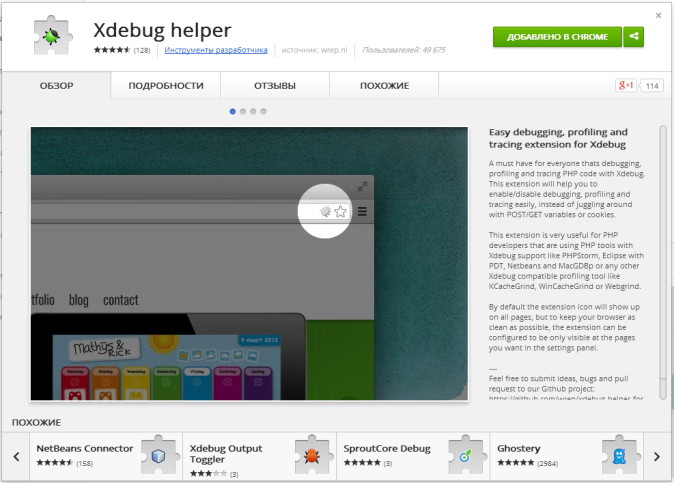 Xdebug helper
(128) Инструменты разработчика источник: wrep.nl Пользователей: 49 675
ДОБАВЛЕНО В CHROME
ОБЗОР ПОДРОБНОСТИ ОТЗЫВЫ ПОХОЖИЕ
g+1 114
Easy debugging, profiling and
tracing extension for Xdebug
A must have for everyone thats debugging,
profiling and tracing PHP code with Xdebug.
This extension will help you to
enable/disable debugging, profiling and
tracing easily, instead of juggling around
with POST/GET variables or cookies.
This extension is very useful for PHP
developers that are using PHP tools with
Xdebug support like PHPStorm, Eclipse with
PDT, Netbeans and MacGDBp or any other
Xdebug compatible profiling tool like
KCacheGrind, WinCacheGrind or Webgrind.
By default the extension icon will show up
on all pages, but to keep your browser as
clean as possible, the extension can be
configured to be only visible at the pages
you want in the settings panel.
---
Feel free to submit ideas, bugs and pull
request to our Github project:
https://github.com/wrep/xdebug-helper-for
tfolio blog contact
Mathys &
Rick
9 maart 2012
ПОХОЖИЕ
NetBeans Connector
(158)
Xdebug Output
Toggler
(3)
SproutCore Debug
(3)
Ghostery
(2984)